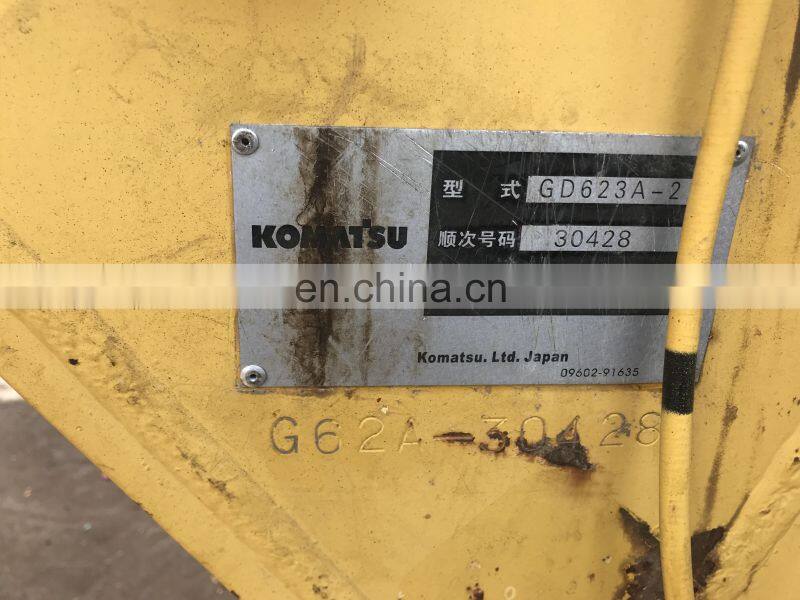 型 式 GD623A-2
KOMATSU
顺次号码 30428
en.china.cn
Komatsu. Ltd. Japan
09602-91635
G62A-30428